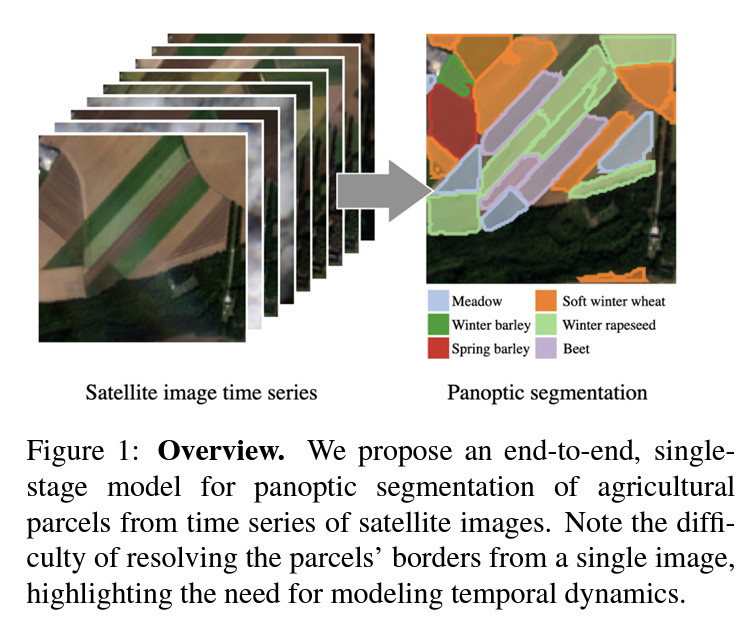 Meadow
Soft winter wheat
Winter barley
Winter rapeseed
Spring barley
Beet
Satellite image time series
Panoptic segmentation
Figure 1: Overview. We propose an end-to-end, single-
stage model for panoptic segmentation of agricultural
parcels from time series of satellite images. Note the diffi-
culty of resolving the parcels’ borders from a single image,
highlighting the need for modeling temporal dynamics.